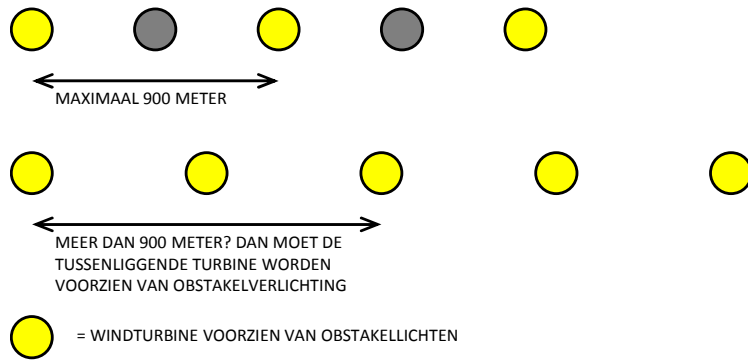 MAXIMAAL 900 METER
MEER DAN 900 METER? DAN MOET DE
TUSSENLIGGENDE TURBINE WORDEN
VOORZIEN VAN OBSTAKELVERLICHTING
= WINDTURBINE VOORZIEN VAN OBSTAKELLICHTEN